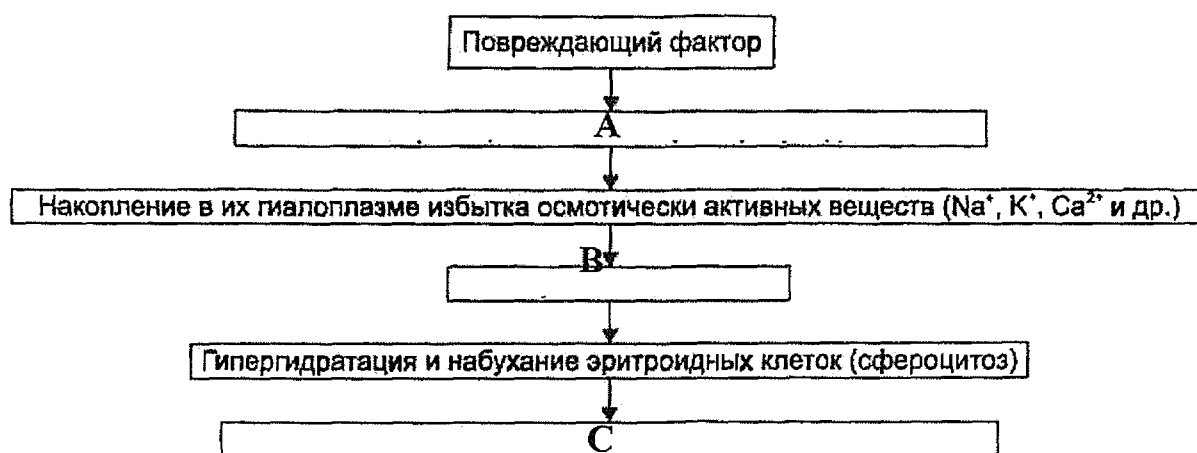 Повреждающий фактор
A
Накопление в их гиалоплазме избытка осмотически активных веществ (Na⁺, K⁺, Ca²⁺ и др.)
B
Гипергидратация и набухание эритроидных клеток (сфероцитоз)
C